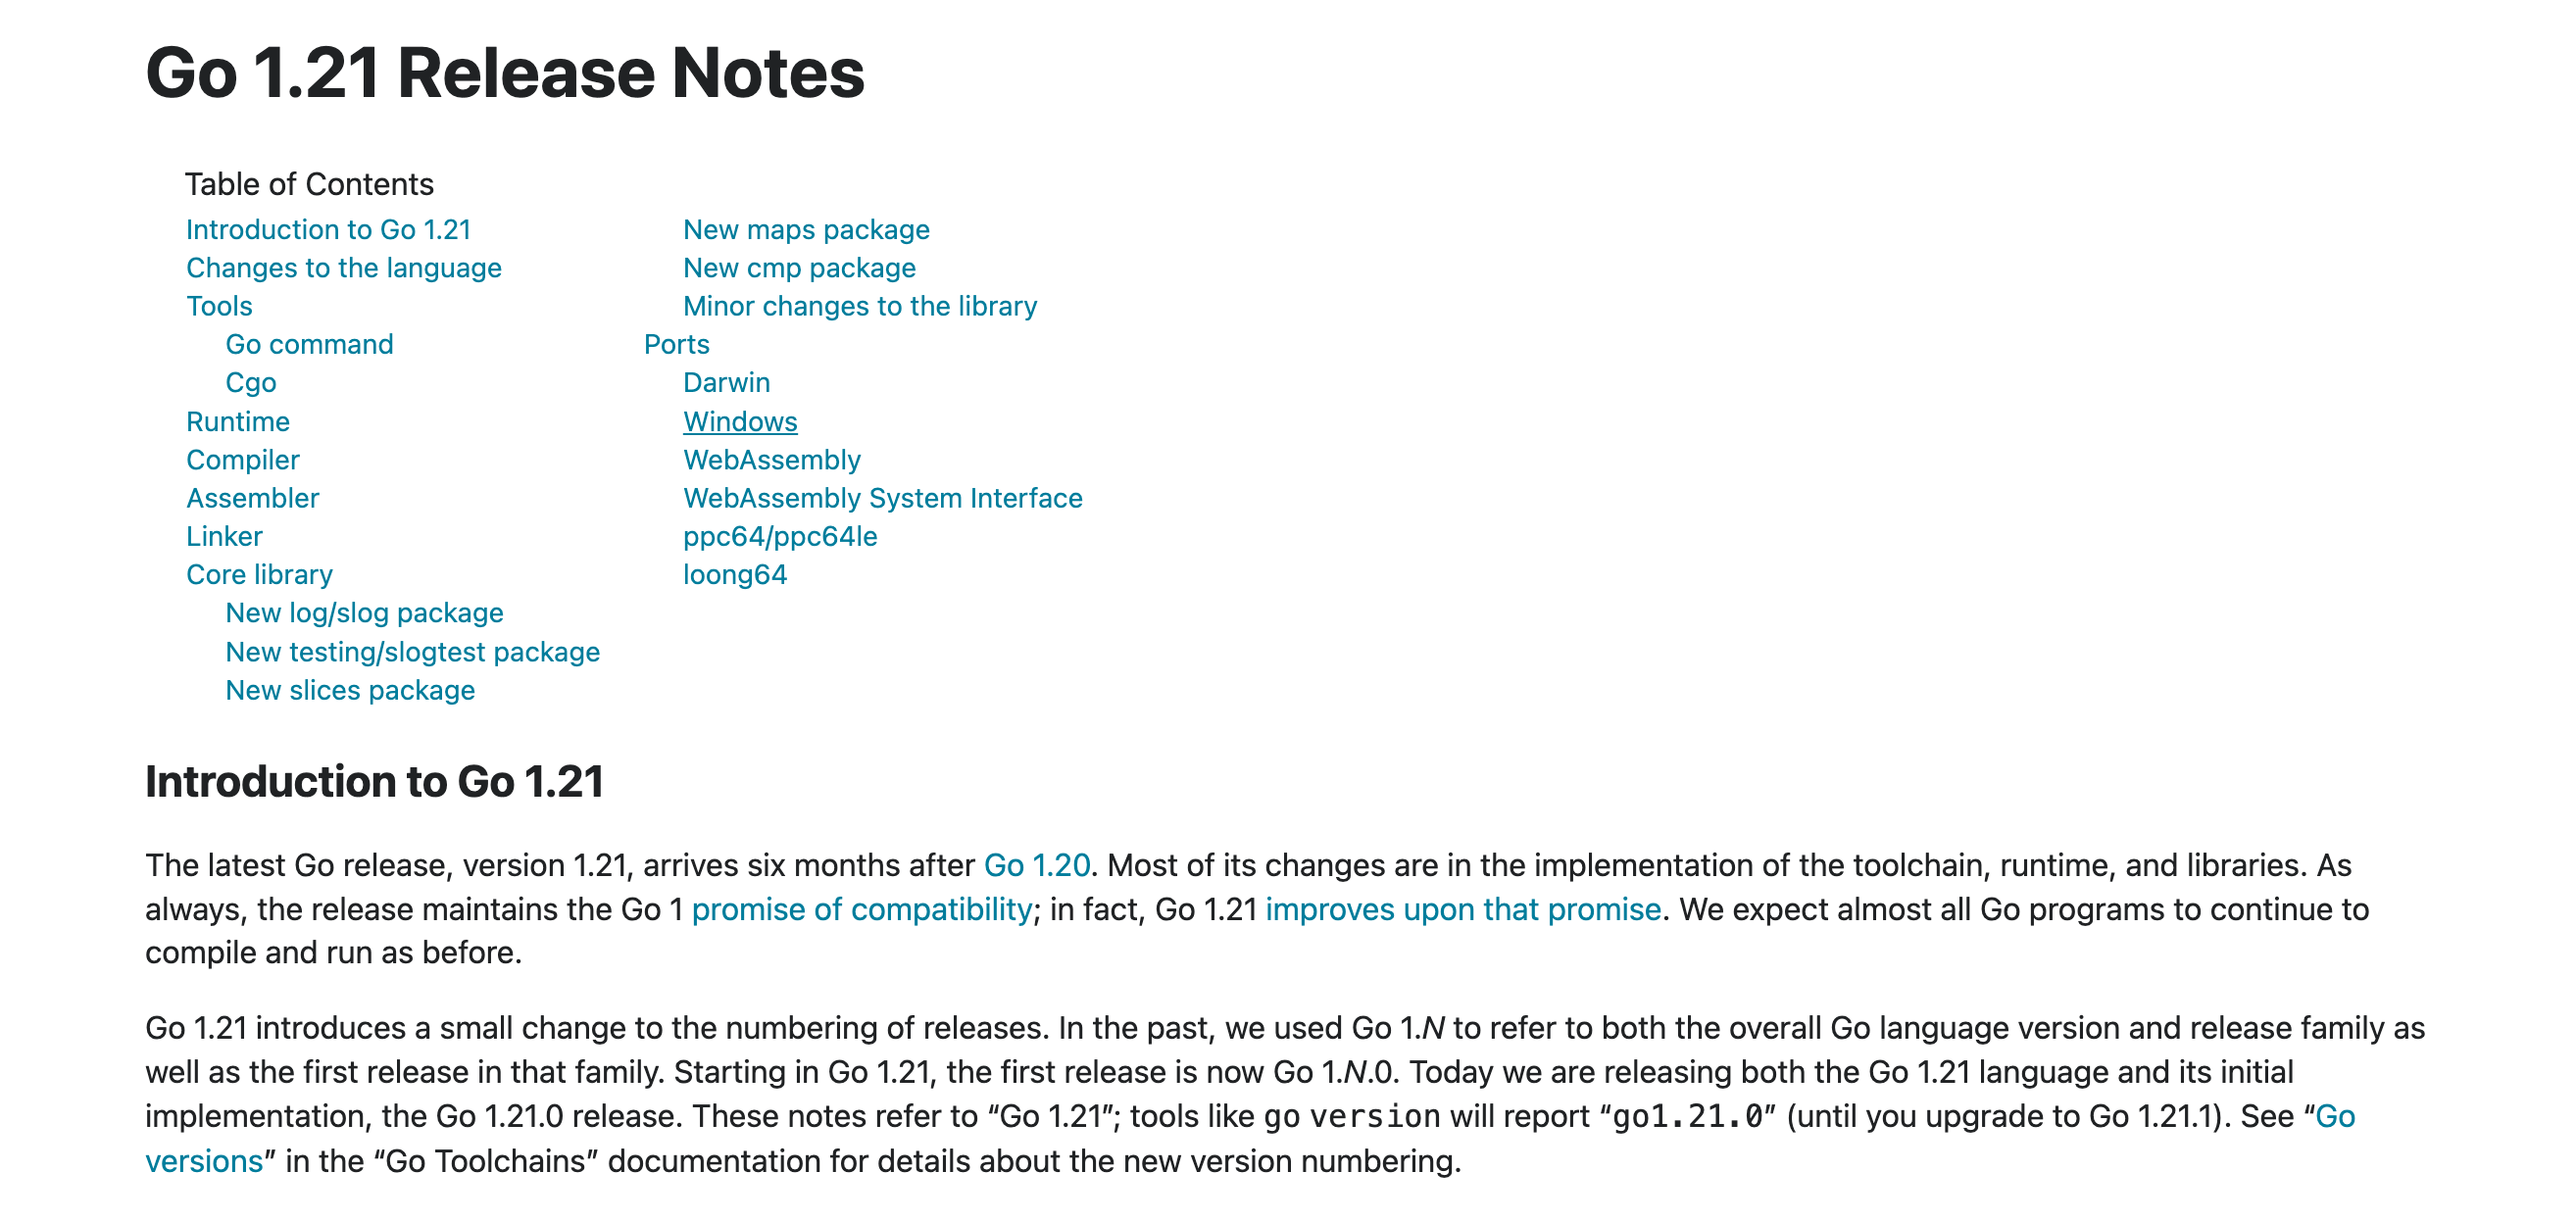 Go 1.21 Release Notes
Table of Contents
Introduction to Go 1.21
Changes to the language
Tools
Go command
Cgo
Runtime
Compiler
Assembler
Linker
Core library
New log/slog package
New testing/slogtest package
New slices package
New maps package
New cmp package
Minor changes to the library
Ports
Darwin
Windows
WebAssembly
WebAssembly System Interface
ppc64/ppc64le
loong64
Introduction to Go 1.21
The latest Go release, version 1.21, arrives six months after Go 1.20. Most of its changes are in the implementation of the toolchain, runtime, and libraries. As
always, the release maintains the Go 1 promise of compatibility; in fact, Go 1.21 improves upon that promise. We expect almost all Go programs to continue to
compile and run as before.
Go 1.21 introduces a small change to the numbering of releases. In the past, we used Go 1.N to refer to both the overall Go language version and release family as
well as the first release in that family. Starting in Go 1.21, the first release is now Go 1.N.0. Today we are releasing both the Go 1.21 language and its initial
implementation, the Go 1.21.0 release. These notes refer to “Go 1.21”; tools like go version will report “go1.21.0” (until you upgrade to Go 1.21.1). See “Go
versions” in the “Go Toolchains” documentation for details about the new version numbering.